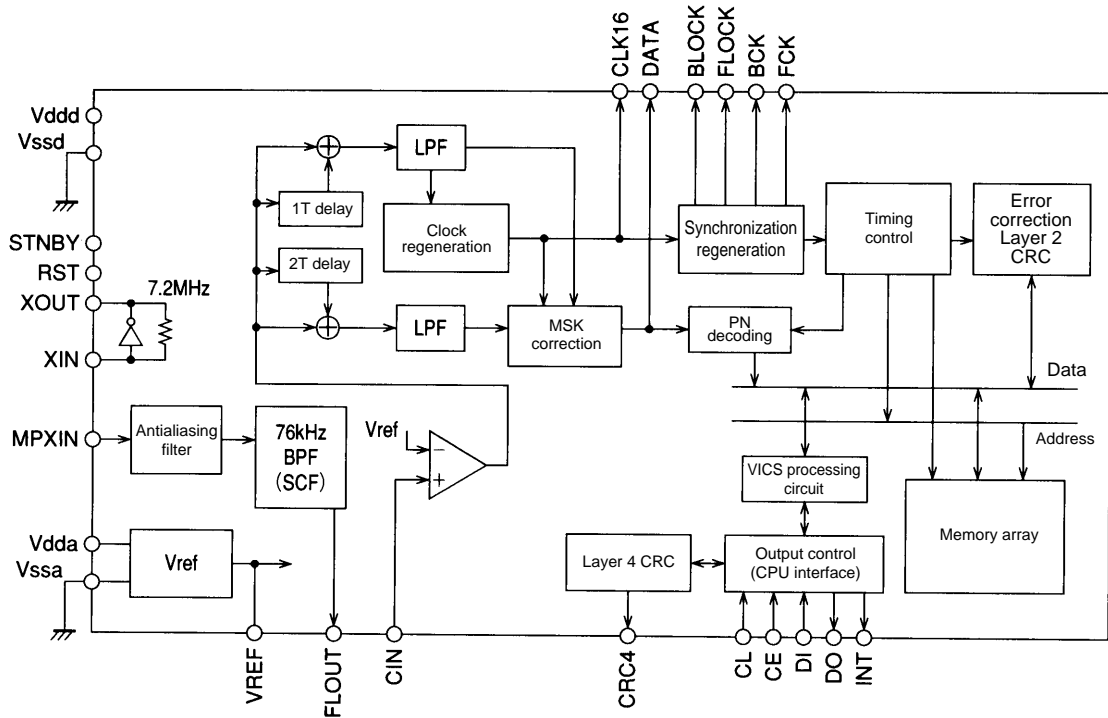 CLK16
DATA
BLOCK
FLOCK
BCK
FCK
Vddd
Vssd
STNBY
RST
XOUT
7.2MHz
XIN
MPXIN
Vdda
Vssa
1T delay
2T delay
LPF
Clock
regeneration
LPF
MSK
correction
Synchronization
regeneration
Timing
control
Error
correction
Layer 2
CRC
PN
decoding
Data
Address
Antialiasing
filter
76kHz
BPF
(SCF)
Vref
−
+
VICS processing
circuit
Memory array
Vref
Layer 4 CRC
Output control
(CPU interface)
VREF
FLOUT
CIN
CRC4
CL
CE
DI
DO
INT